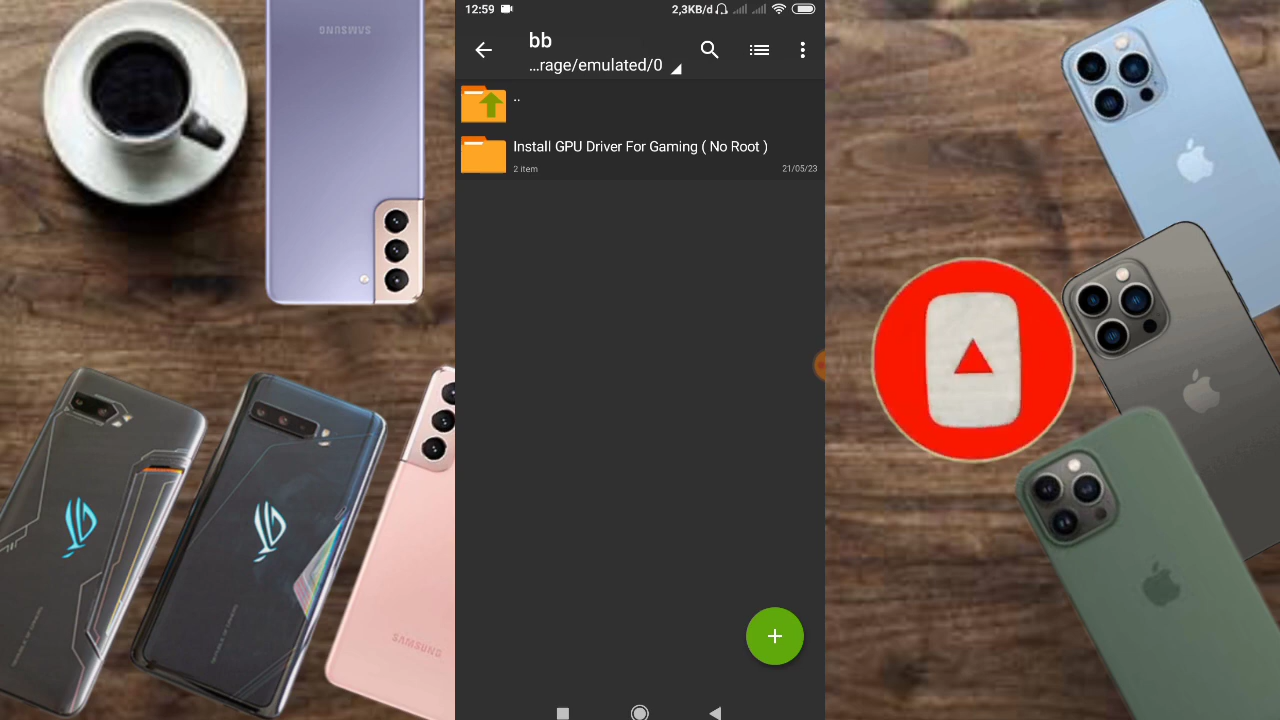 SAMSUNG
12:59
2,3KB/d
bb
...rage/emulated/0
..
Install GPU Driver For Gaming ( No Root )
2 item
21/05/23
SAMSUNG